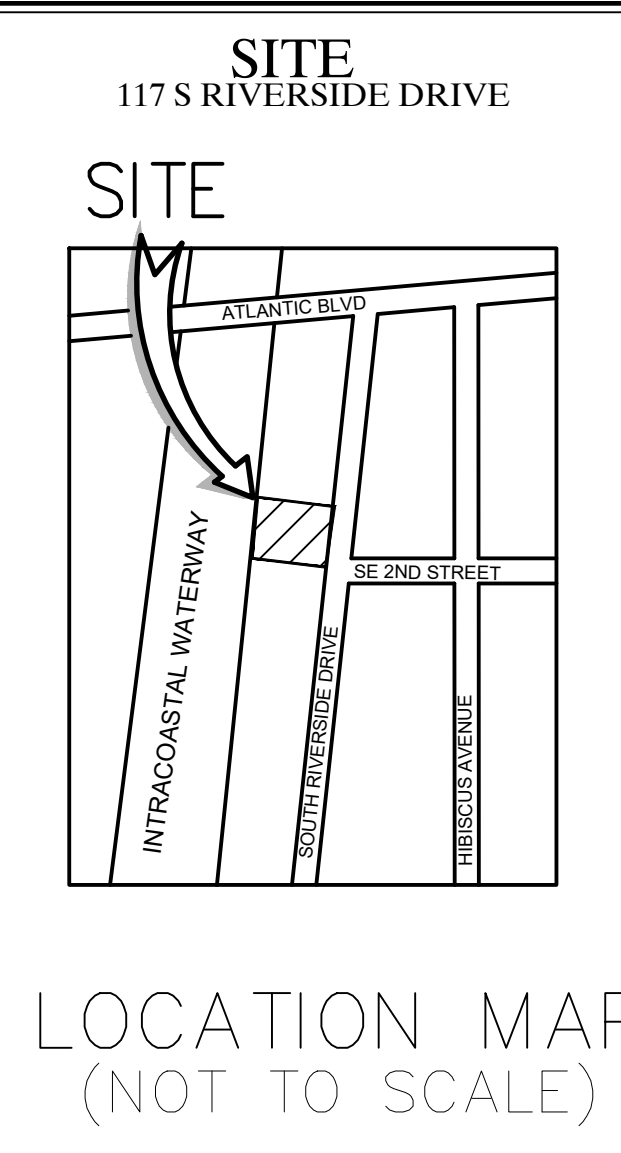 SITE
117 S RIVERSIDE DRIVE
SITE
ATLANTIC BLVD
SE 2ND STREET
INTRACOASTAL WATERWAY
SOUTH RIVERSIDE DRIVE
HIBISCUS AVENUE
LOCATION MAP
(NOT TO SCALE)